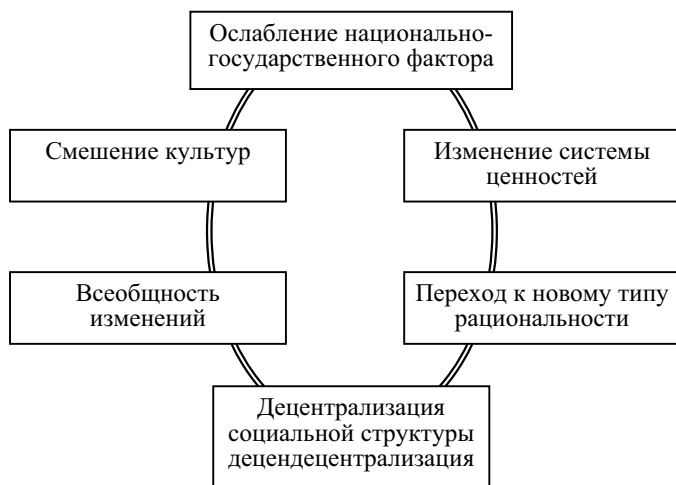 Ослабление национально-
государственного фактора
Смешение культур
Изменение системы
ценностей
Всеобщность
изменений
Переход к новому типу
рациональности
Децентрализация
социальной структуры
децендецентрализация